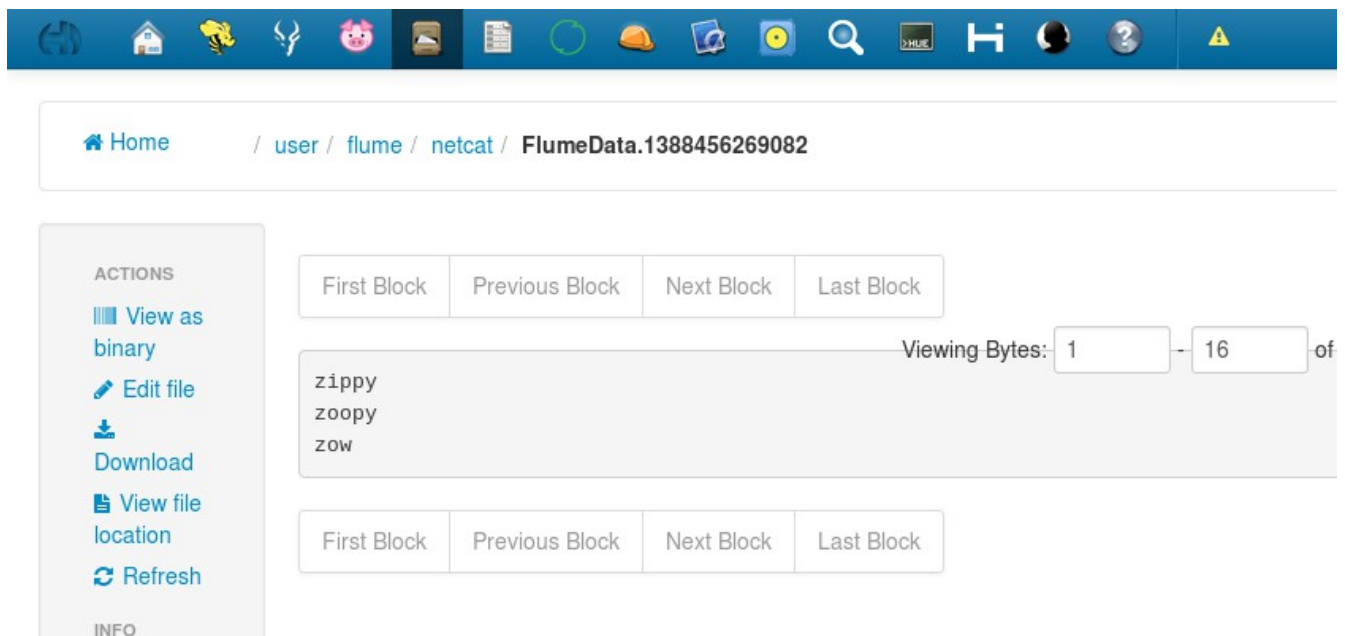 >HUE
Home / user / flume / netcat / FlumeData.1388456269082
ACTIONS
View as
binary
Edit file
Download
View file
location
Refresh
INFO
First Block Previous Block Next Block Last Block
Viewing Bytes: 1 - 16 of
zippy
zoopy
zow
First Block Previous Block Next Block Last Block